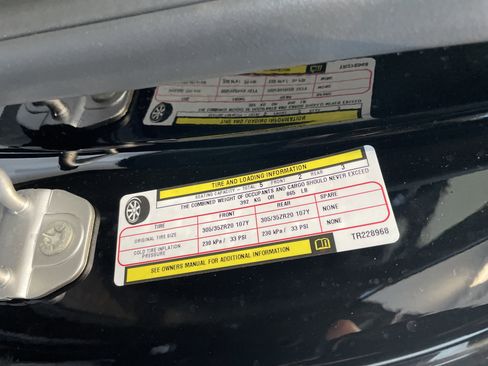 TIRE AND LOADING INFORMATION
SEATING CAPACITY - TOTAL 5 FRONT 2 REAR 3
THE COMBINED WEIGHT OF OCCUPANTS AND CARGO SHOULD NEVER EXCEED
392 KG OR 865 LB
FRONT REAR SPARE
TIRE
ORIGINAL TIRE SIZE 305/35ZR20 107Y 305/35ZR20 107Y NONE
COLD TIRE INFLATION PRESSURE 230 kPa / 33 PSI 230 kPa / 33 PSI NONE
SEE OWNERS MANUAL FOR ADDITIONAL INFORMATION
TR228968